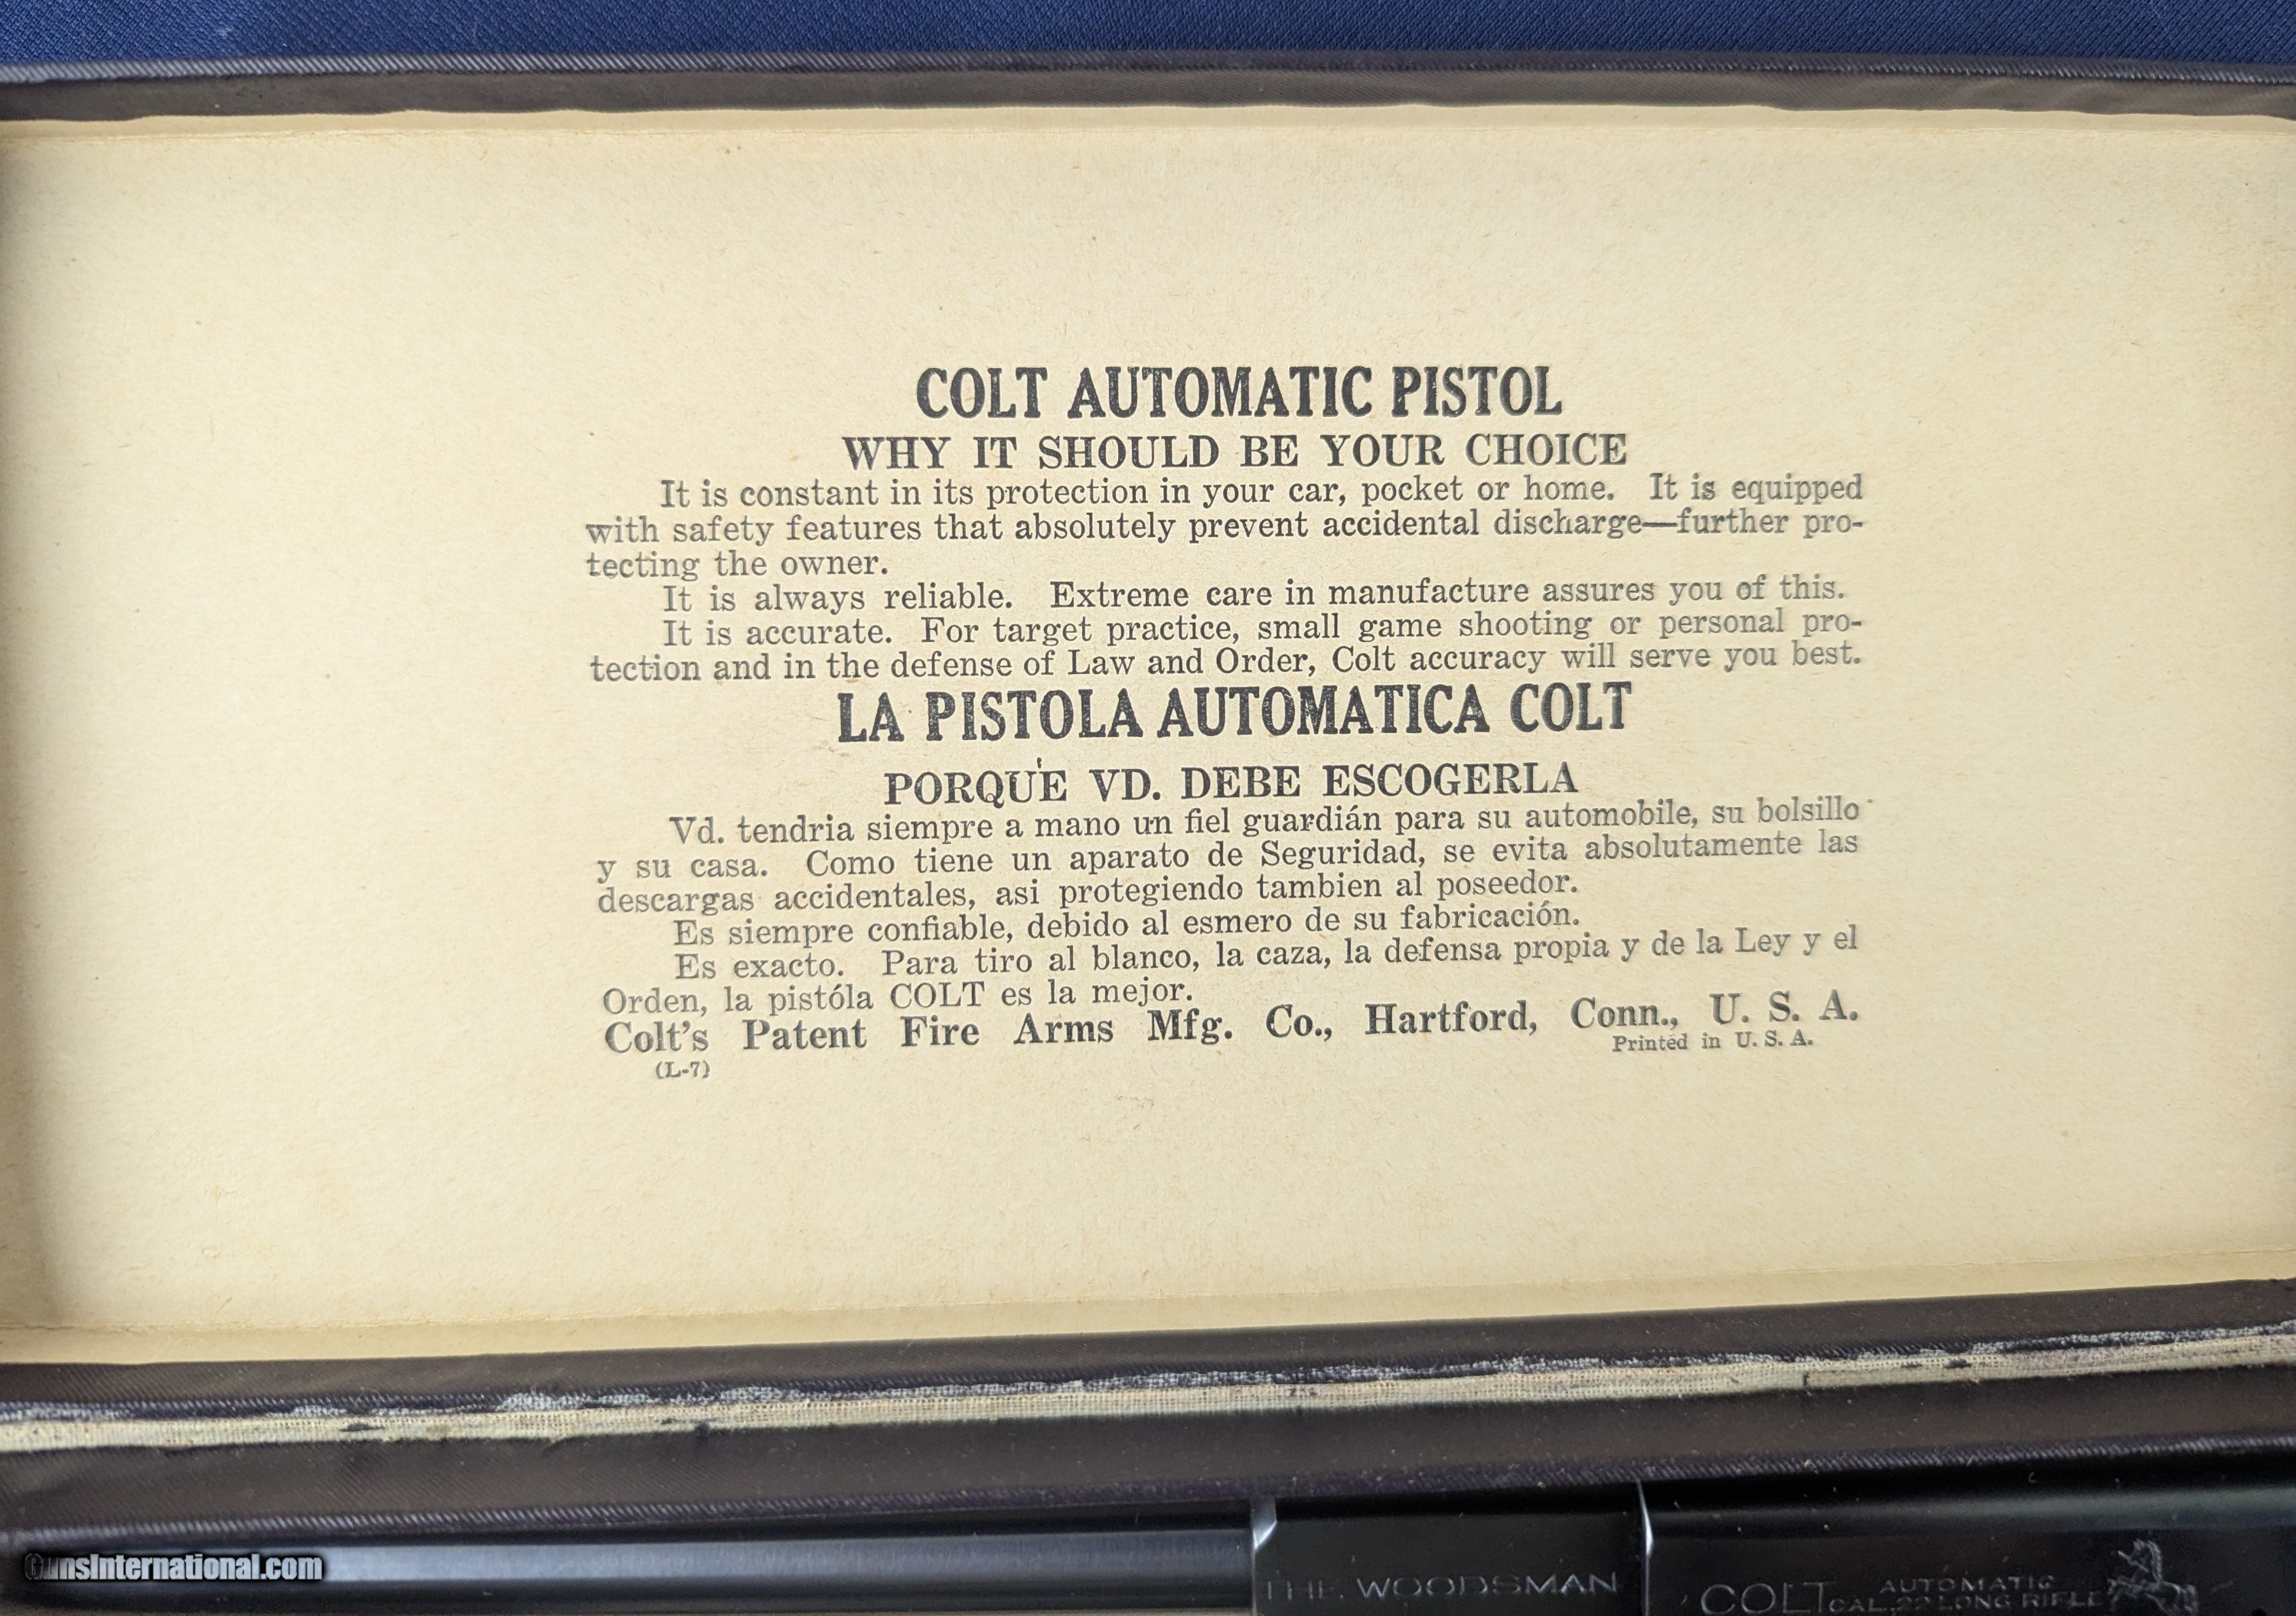 COLT AUTOMATIC PISTOL
WHY IT SHOULD BE YOUR CHOICE
It is constant in its protection in your car, pocket or home. It is equipped
with safety features that absolutely prevent accidental discharge—further pro-
tecting the owner.
It is always reliable. Extreme care in manufacture assures you of this.
It is accurate. For target practice, small game shooting or personal pro-
tection and in the defense of Law and Order, Colt accuracy will serve you best.
LA PISTOLA AUTOMATICA COLT
PORQU'E VD. DEBE ESCOGERLA
Vd. tendria siempre a mano un fiel guardián para su automobile, su bolsillo
y su casa. Como tiene un aparato de Seguridad, se evita absolutamente las
descargas accidentales, asi protegiendo tambien al poseedor.
Es siempre confiable, debido al esmero de su fabricación.
Es exacto. Para tiro al blanco, la caza, la defensa propia y de la Ley y el
Orden, la pistóla COLT es la mejor.
Colt's Patent Fire Arms Mfg. Co., Hartford, Conn., U. S. A.
Printed in U. S. A.
(L-7)
THE WOODSMAN
COLT AUTOMATIC
CAL. .22 LONG RIFLE
GunsInternational.com